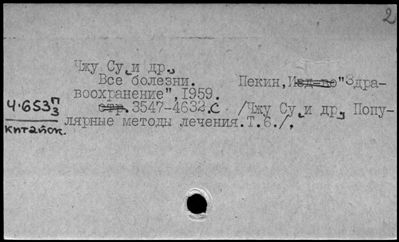 2
Чжу Су, и др.,
Все болезни. Пекин, Изд-во "Здра-
воохранение", 1959.
Ч.653 П/3
стр. 3547-4632.с /Чжу Су, и др., Попу-
китайск.
лярные методы лечения.Т.6./.